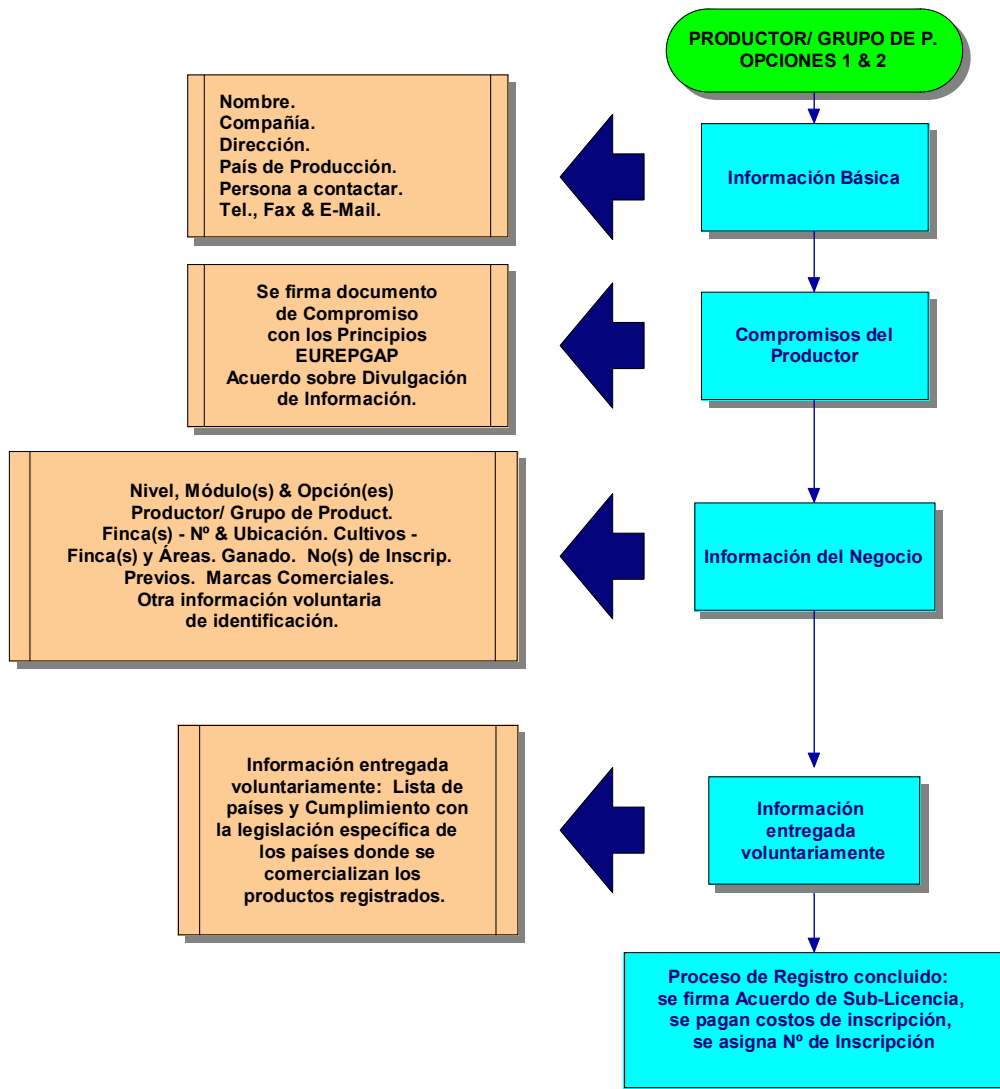 PRODUCTOR/ GRUPO DE P.
OPCIONES 1 & 2
Nombre.
Compañía.
Dirección.
País de Producción.
Persona a contactar.
Tel., Fax & E-Mail.
Información Básica
Se firma documento
de Compromiso
con los Principios
EUREPGAP
Acuerdo sobre Divulgación
de Información.
Compromisos del
Productor
Nivel, Módulo(s) & Opción(es)
Productor/ Grupo de Product.
Finca(s) - Nº & Ubicación. Cultivos -
Finca(s) y Áreas. Ganado. No(s) de Inscrip.
Previos. Marcas Comerciales.
Otra información voluntaria
de identificación.
Información del Negocio
Información entregada
voluntariamente: Lista de
países y Cumplimiento con
la legislación específica de
los países donde se
comercializan los
productos registrados.
Información
entregada
voluntariamente
Proceso de Registro concluido:
se firma Acuerdo de Sub-Licencia,
se pagan costos de inscripción,
se asigna Nº de Inscripción